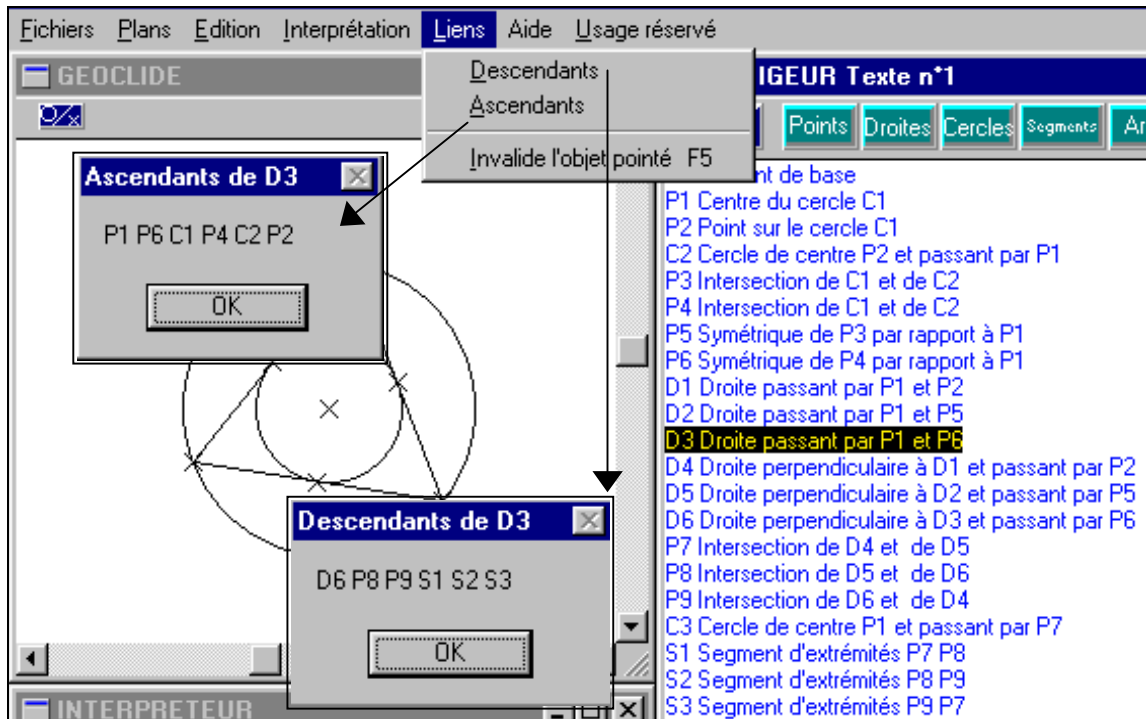 Fichiers Plans Edition Interprétation Liens Aide Usage réservé
GEOCLIDE
Descendants
Ascendants
Invalide l'objet pointé F5
IGEUR Texte n°1
Points Droites Cercles Segments Ar
Ascendants de D3
P1 P6 C1 P4 C2 P2
OK
Descendants de D3
D6 P8 P9 S1 S2 S3
OK
nt de base
P1 Centre du cercle C1
P2 Point sur le cercle C1
C2 Cercle de centre P2 et passant par P1
P3 Intersection de C1 et de C2
P4 Intersection de C1 et de C2
P5 Symétrique de P3 par rapport à P1
P6 Symétrique de P4 par rapport à P1
D1 Droite passant par P1 et P2
D2 Droite passant par P1 et P5
D3 Droite passant par P1 et P6
D4 Droite perpendiculaire à D1 et passant par P2
D5 Droite perpendiculaire à D2 et passant par P5
D6 Droite perpendiculaire à D3 et passant par P6
P7 Intersection de D4 et de D5
P8 Intersection de D5 et de D6
P9 Intersection de D6 et de D4
C3 Cercle de centre P1 et passant par P7
S1 Segment d'extrémités P7 P8
S2 Segment d'extrémités P8 P9
S3 Segment d'extrémités P9 P7
INTERPRETEUR